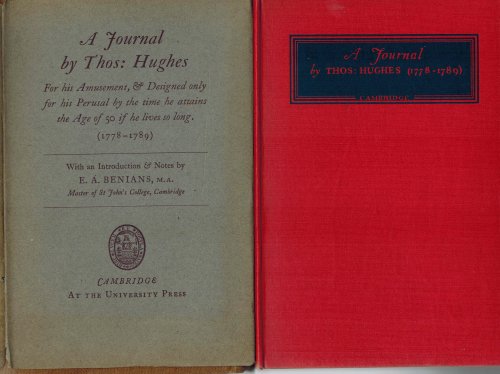 A Journal
by Thos: Hughes
For his Amusement, & Designed only
for his Perusal by the time he attains
the Age of 50 if he lives so long.
(1778-1789)
With an Introduction & Notes by
E. A. BENIANS, M.A.
Master of St John's College, Cambridge
CAMBRIDGE
AT THE UNIVERSITY PRESS
A Journal
by THOS: HUGHES (1778-1789)
CAMBRIDGE